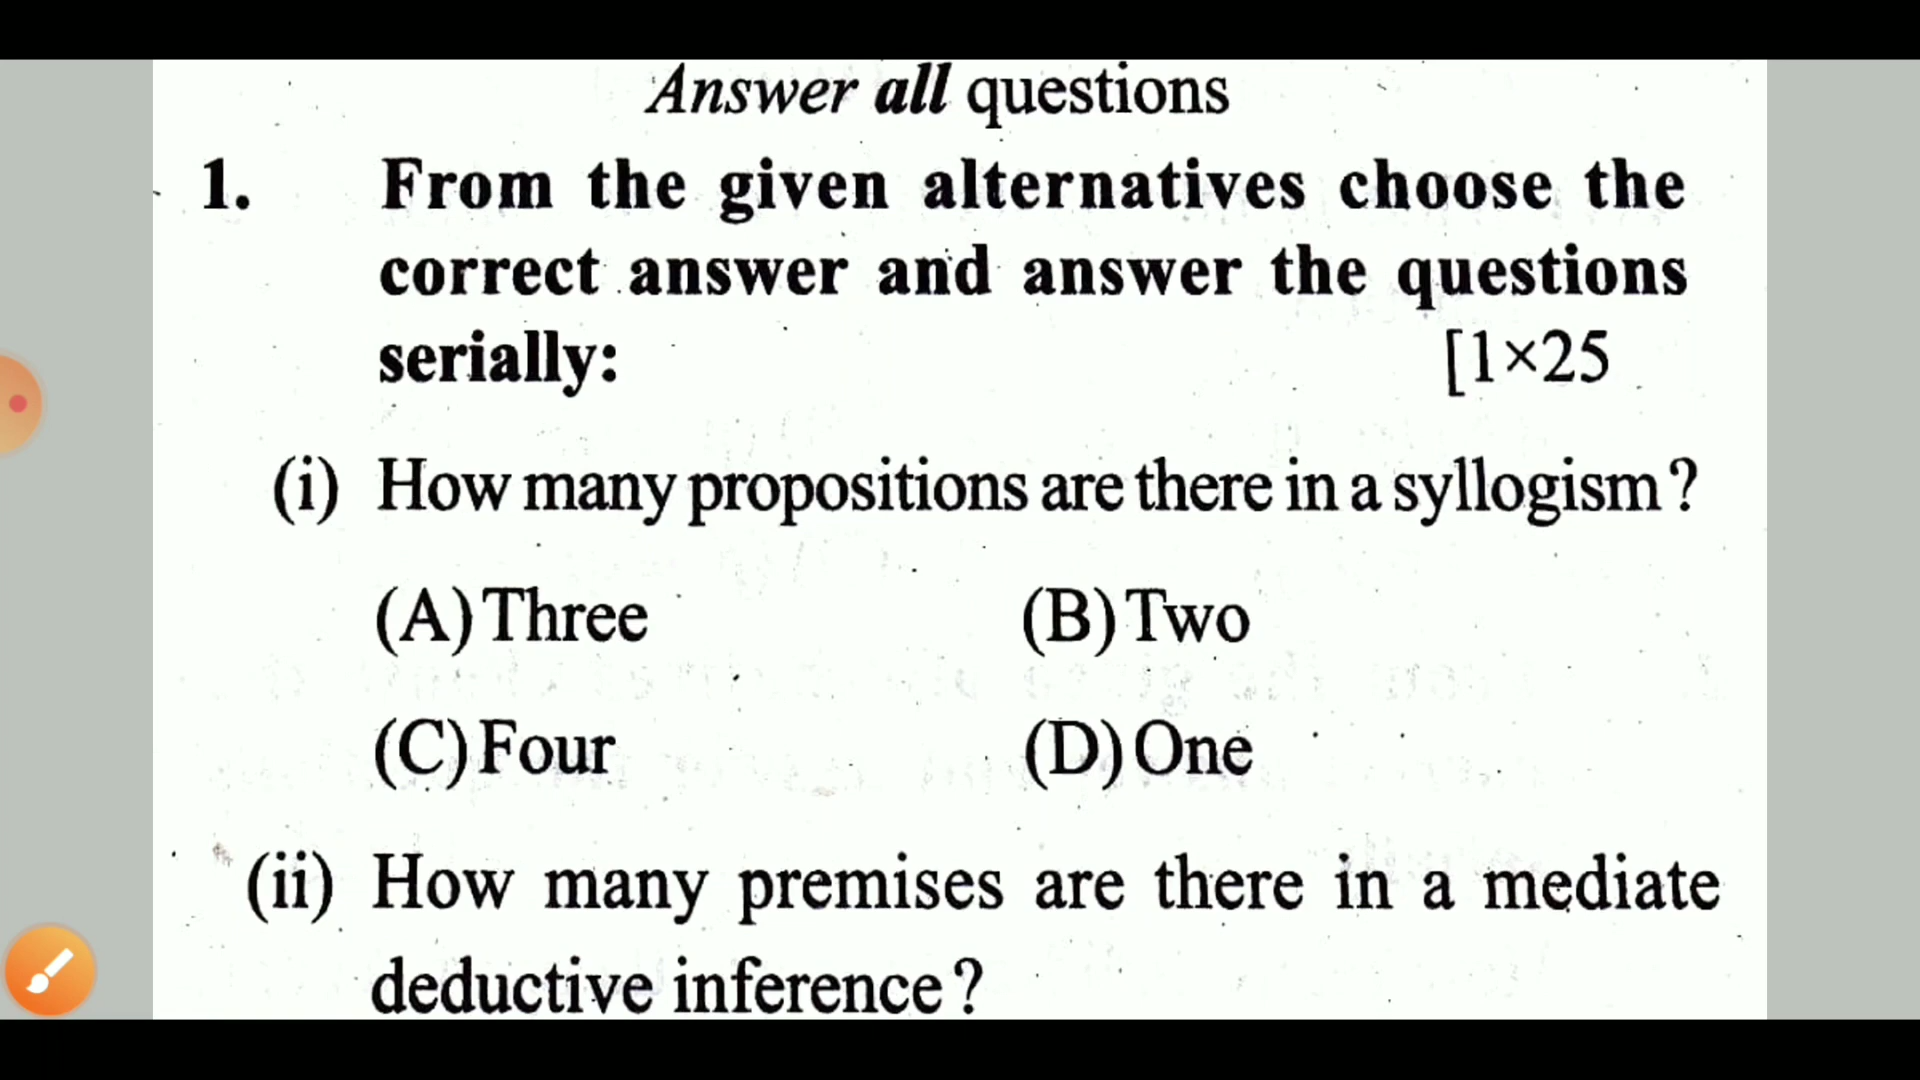 Answer all questions
1. From the given alternatives choose the
correct answer and answer the questions
serially: [1×25
(i) How many propositions are there in a syllogism?
(A) Three (B) Two
(C) Four (D) One
(ii) How many premises are there in a mediate
deductive inference?